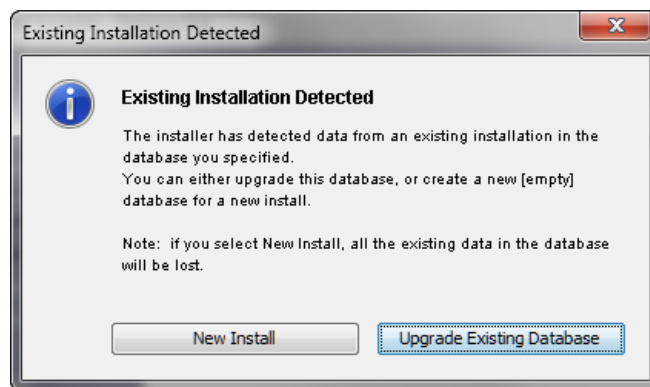 Existing Installation Detected
x
Existing Installation Detected
The installer has detected data from an existing installation in the
database you specified.
You can either upgrade this database, or create a new [empty]
database for a new install.
Note: if you select New Install, all the existing data in the database
will be lost.
New Install
Upgrade Existing Database